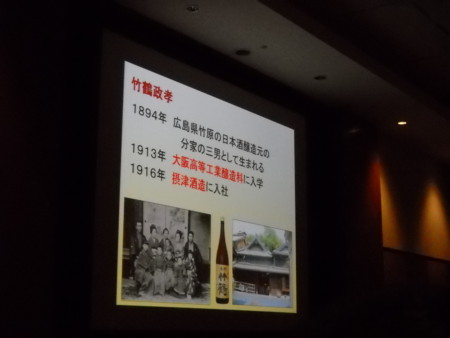 竹鶴政孝
1894年 広島県竹原の日本酒醸造元の
分家の三男として生まれる
1913年 大阪高等工業醸造科に入学
1916年 摂津酒造に入社
竹鶴